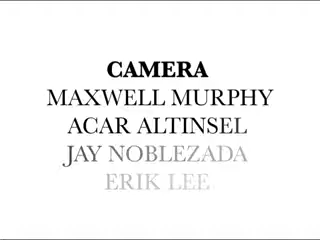 CAMERA
MAXWELL MURPHY
ACAR ALTINSEL
JAY NOBLEZADA
ERIK LEE